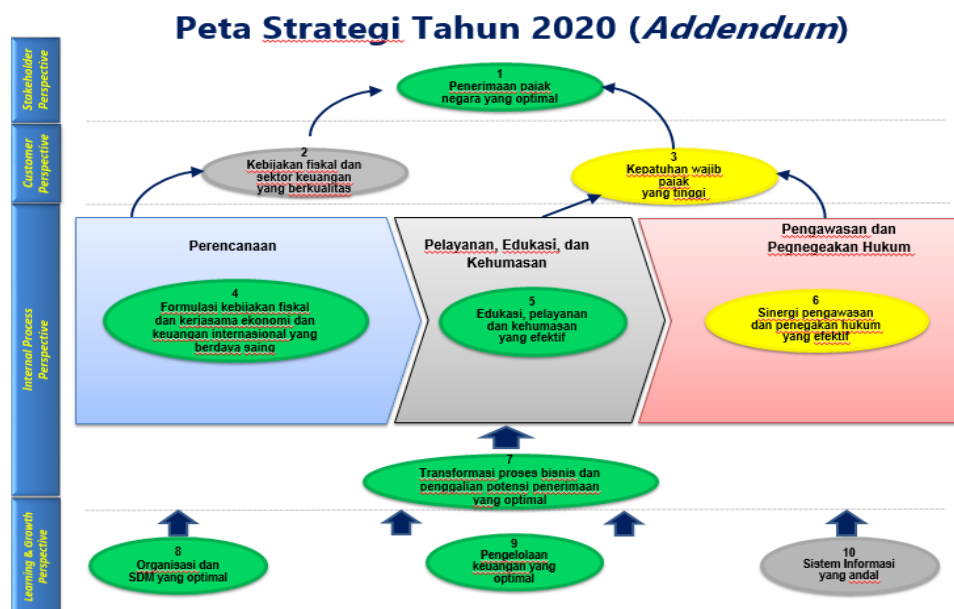 Peta Strategi Tahun 2020 (Addendum)
Stakeholder
Perspective
1
Penerimaan pajak
negara yang optimal
Customer
Perspective
2
Kebijakan fiskal dan
sektor keuangan
yang berkualitas
3
Kepatuhan wajib
pajak
yang tinggi
Internal Process
Perspective
Perencanaan
4
Formulasi kebijakan fiskal
dan kerjasama ekonomi dan
keuangan internasional yang
berdaya saing
Pelayanan, Edukasi, dan
Kehumasan
5
Edukasi, pelayanan
dan kehumasan
yang efektif
Pengawasan dan
Pegnegeakan Hukum
6
Sinergi pengawasan
dan penegakan hukum
yang efektif
7
Transformasi proses bisnis dan
penggalian potensi penerimaan
yang optimal
Learning & Growth
Perspective
8
Organisasi dan
SDM yang optimal
9
Pengelolaan
keuangan yang
optimal
10
Sistem Informasi
yang andal